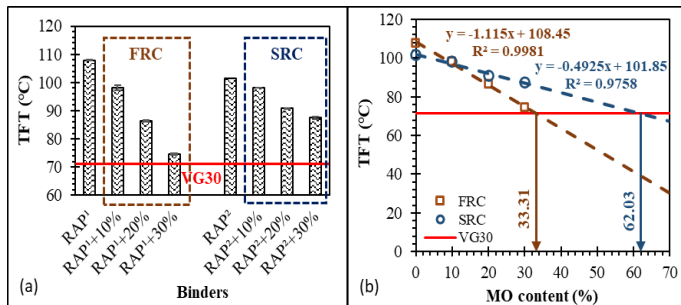 TFT (°C)
120
110
100
90
80
70
60
FRC
SRC
VG30
RAP¹
RAP¹+10%
RAP¹+20%
RAP¹+30%
RAP²
RAP²+10%
RAP²+20%
RAP²+30%
(a)
Binders
TFT (°C)
120
100
80
60
40
20
0
y = -1.115x + 108.45
R² = 0.9981
y = -0.4925x + 101.85
R² = 0.9758
FRC
SRC
VG30
33.31
62.03
0 10 20 30 40 50 60 70
(b)
MO content (%)